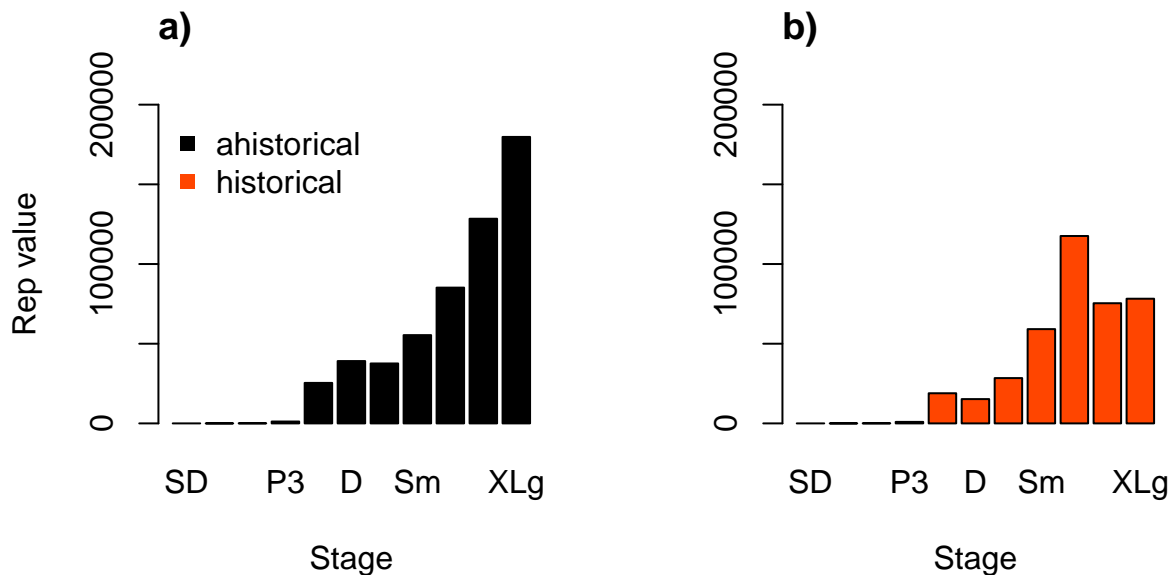 a)
200000
100000
0
Rep value
ahistorical
historical
SD P3 D Sm XLg
Stage
b)
200000
100000
0
SD P3 D Sm XLg
Stage